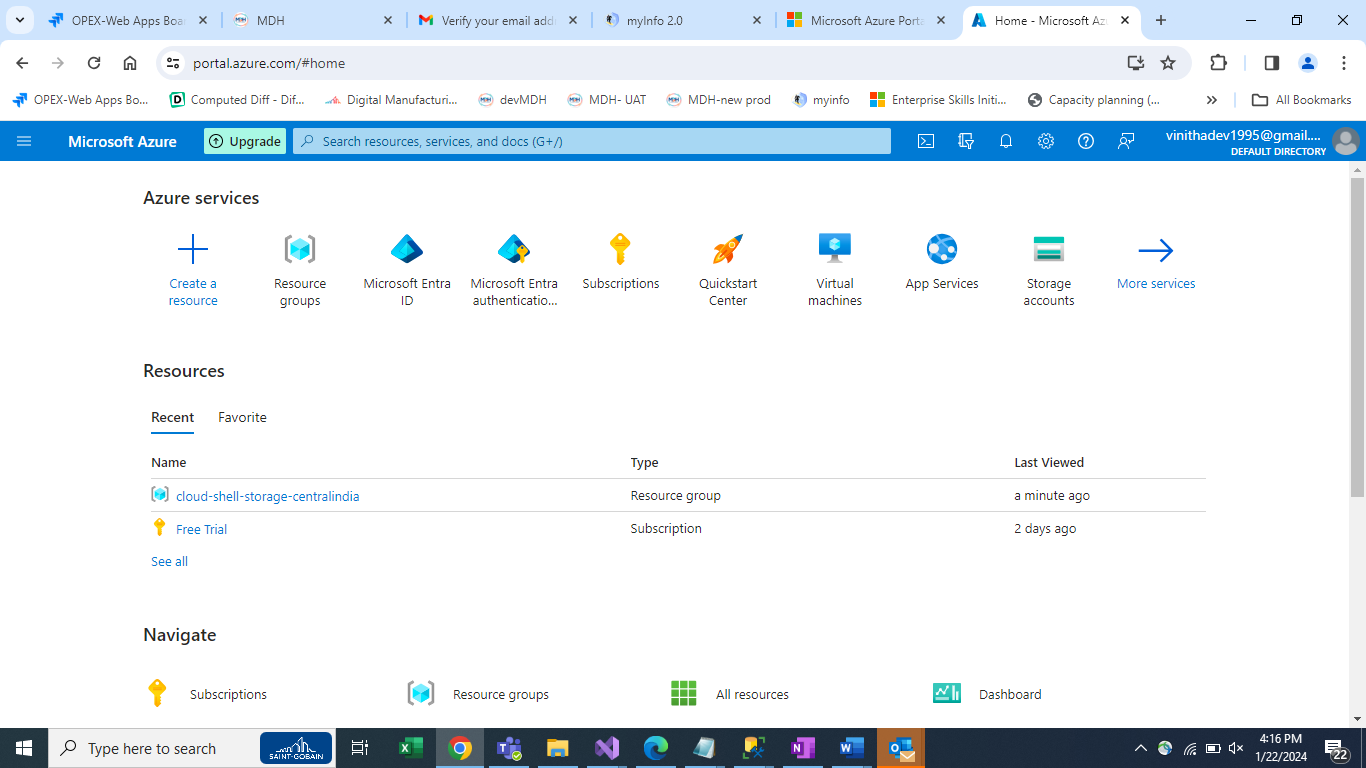 OPEX-Web Apps Boa
MDH
Verify your email add
myInfo 2.0
Microsoft Azure Porta
Home - Microsoft Az
portal.azure.com/#home
OPEX-Web Apps Bo...
Computed Diff - Dif...
Digital Manufacturi...
devMDH
MDH- UAT
MDH-new prod
myinfo
Enterprise Skills Initi...
Capacity planning (...
All Bookmarks
Microsoft Azure
Upgrade
Search resources, services, and docs (G+/)
vinithadev1995@gmail....
DEFAULT DIRECTORY
Azure services
Create a
resource
Resource
groups
Microsoft Entra
ID
Microsoft Entra
authenticatio...
Subscriptions
Quickstart
Center
Virtual
machines
App Services
Storage
accounts
More services
Resources
Recent
Favorite
Name
Type
Last Viewed
cloud-shell-storage-centralindia
Resource group
a minute ago
Free Trial
Subscription
2 days ago
See all
Navigate
Subscriptions
Resource groups
All resources
Dashboard
Type here to search
SAINT-GOBAIN
4:16 PM
1/22/2024
22